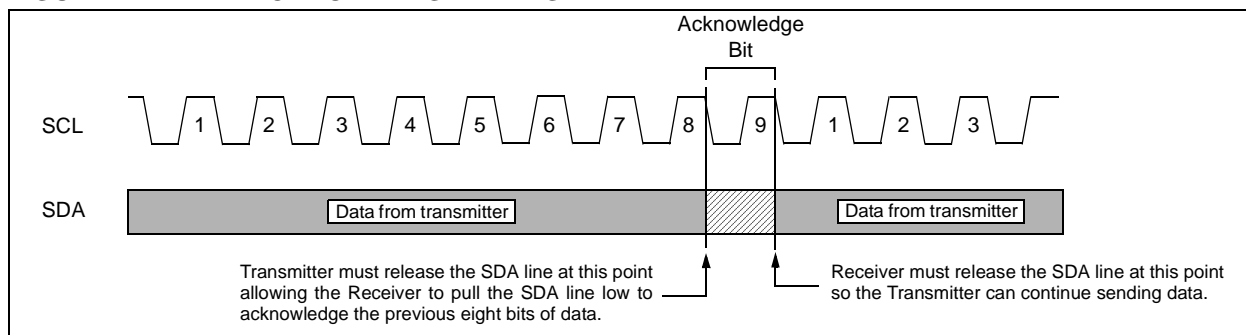 Acknowledge
Bit
SCL
1 2 3 4 5 6 7 8 9 1 2 3
SDA
Data from transmitter
Data from transmitter
Transmitter must release the SDA line at this point
allowing the Receiver to pull the SDA line low to
acknowledge the previous eight bits of data.
Receiver must release the SDA line at this point
so the Transmitter can continue sending data.